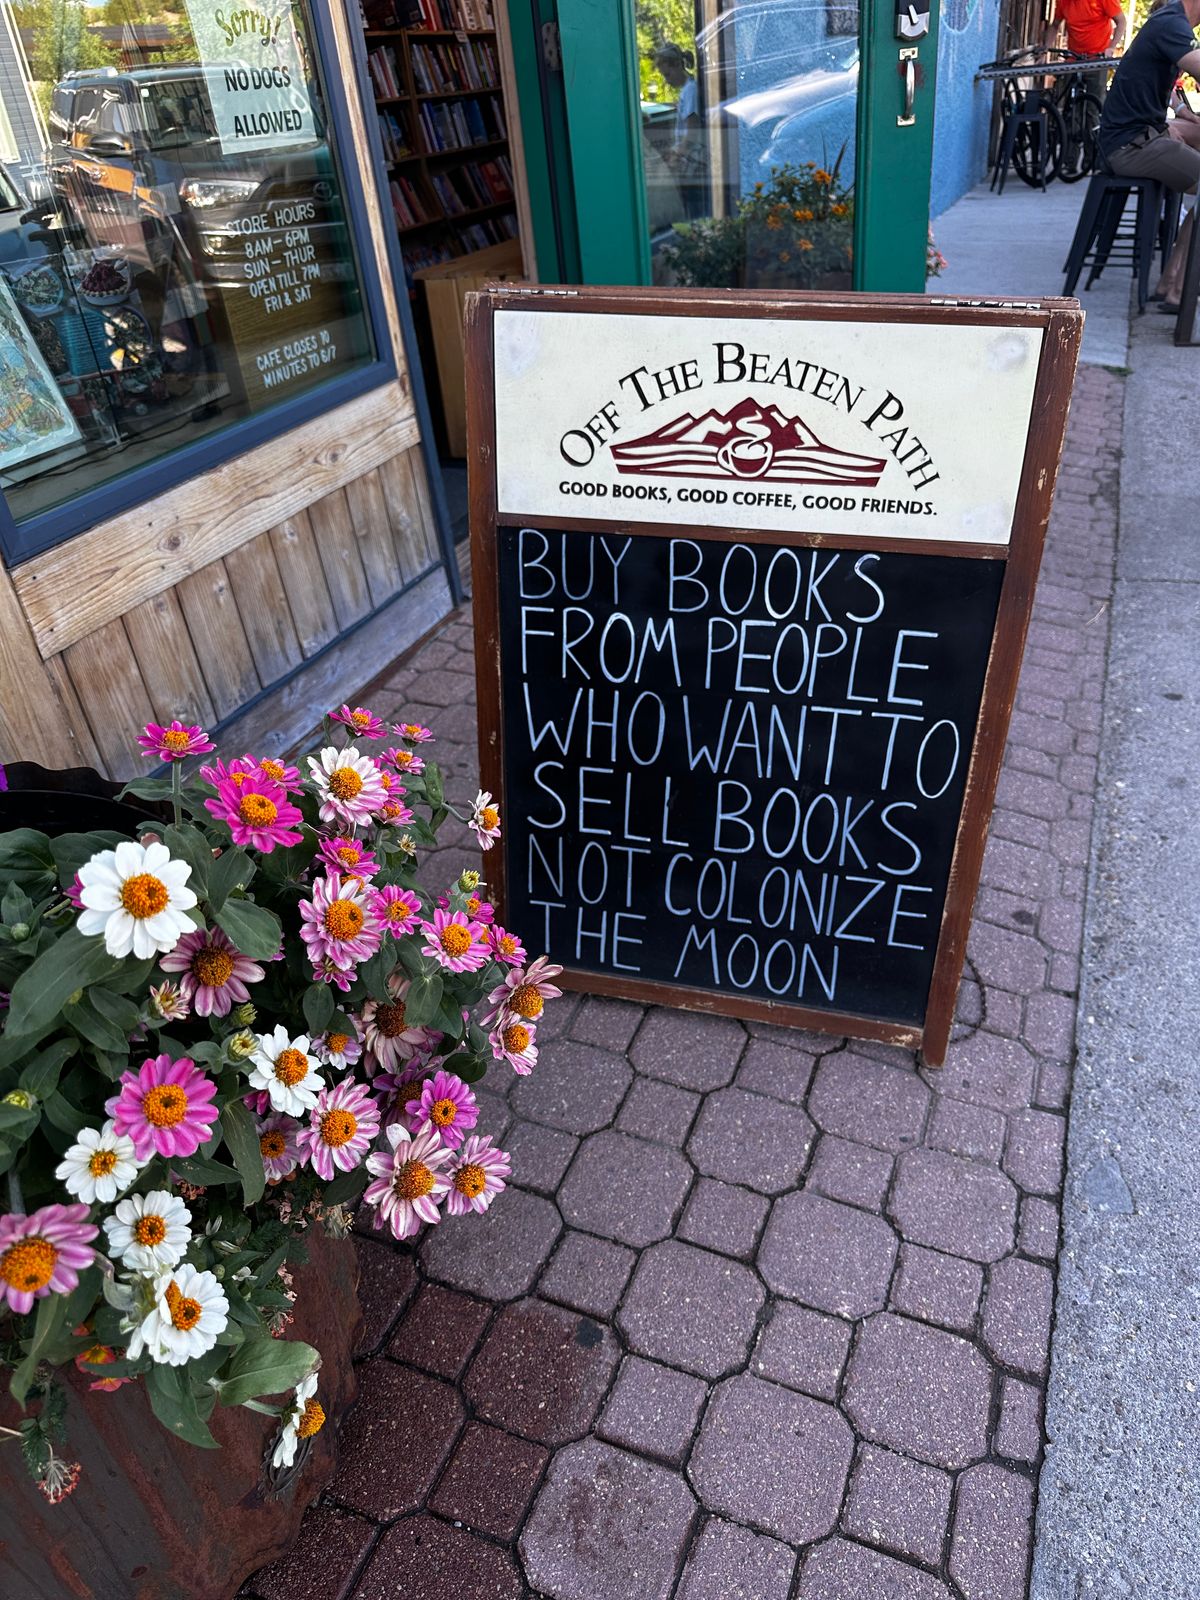 Sorry!
NO DOGS
ALLOWED
STORE HOURS
8AM–6PM
SUN–THUR
OPEN TILL 7PM
FRI & SAT
CAFE CLOSES 10
MINUTES TO 6/7
OFF THE BEATEN PATH
GOOD BOOKS, GOOD COFFEE, GOOD FRIENDS.
BUY BOOKS
FROM PEOPLE
WHO WANT TO
SELL BOOKS
NOT COLONIZE
THE MOON